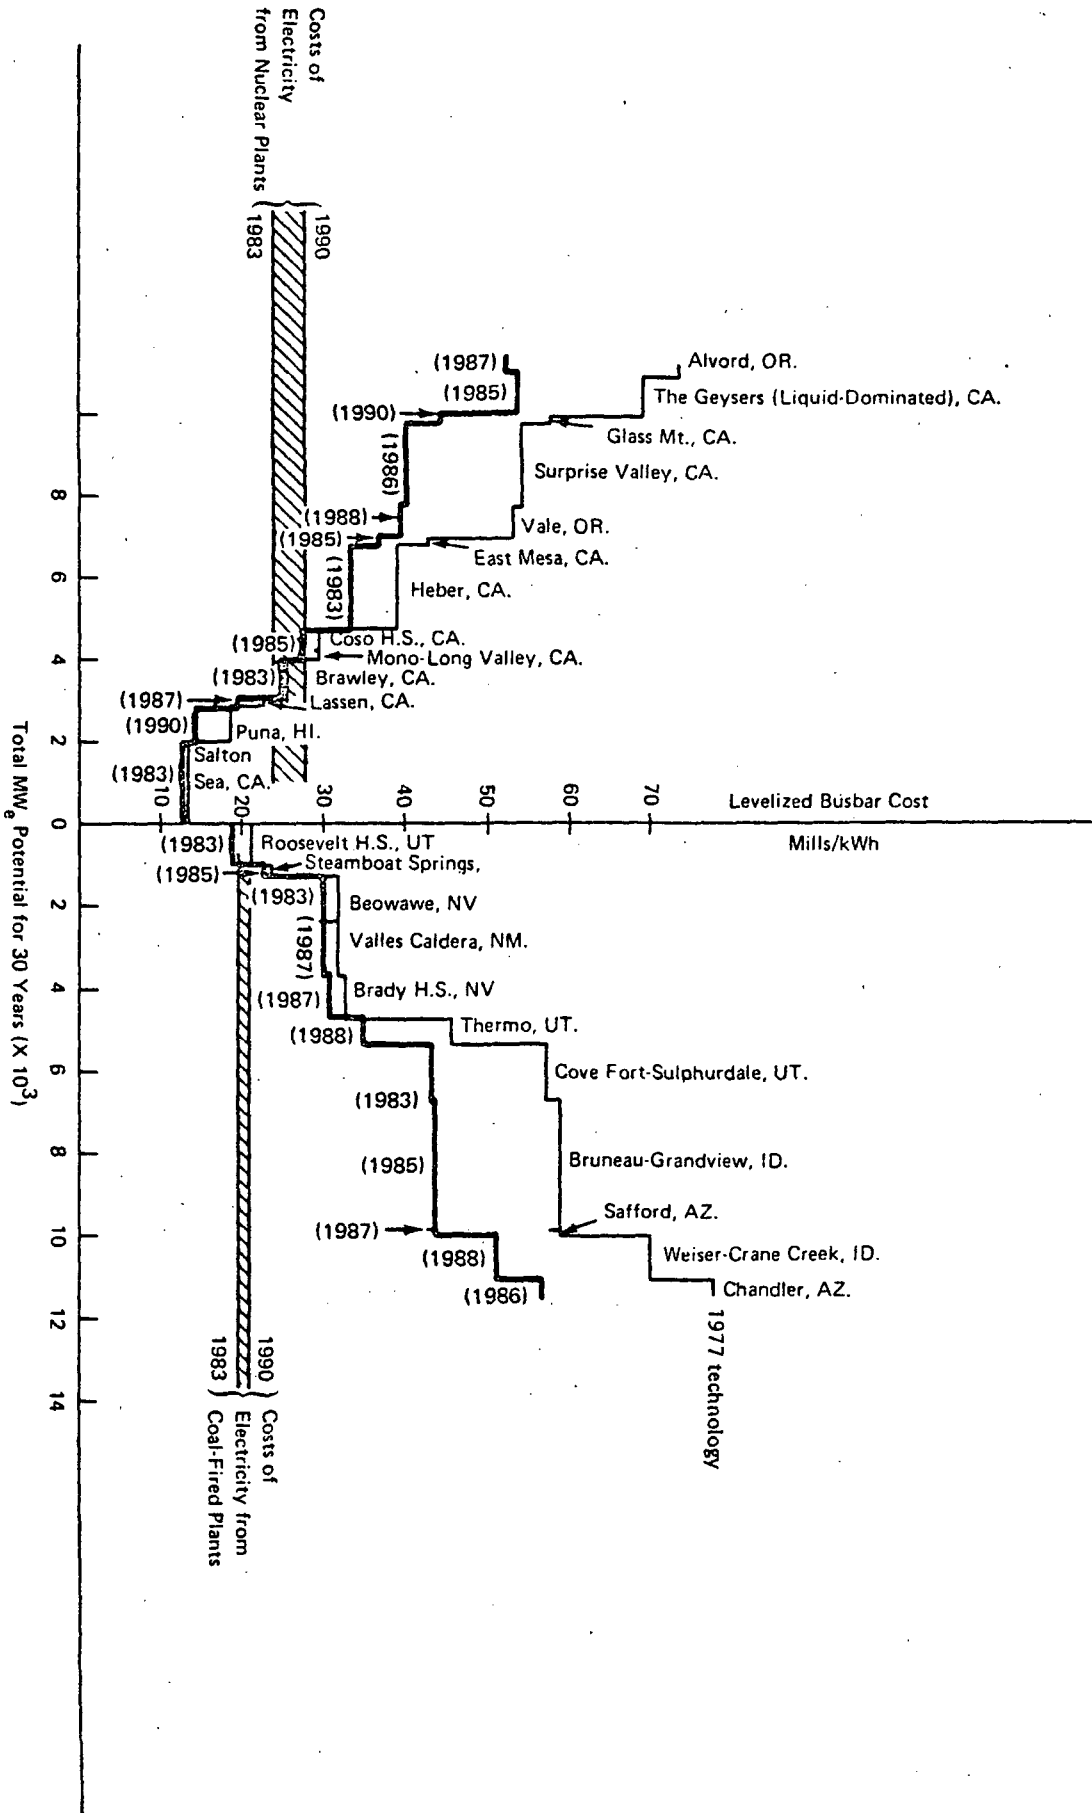 Costs of
Electricity
from Nuclear Plants
1990
1983
(1987)
Alvord, OR.
(1985)
The Geysers (Liquid-Dominated), CA.
(1990)
Glass Mt., CA.
(1986)
Surprise Valley, CA.
8
(1988)
Vale, OR.
(1985)
East Mesa, CA.
6
(1983)
Heber, CA.
(1985)
Coso H.S., CA.
4
Mono-Long Valley, CA.
(1983)
Brawley, CA.
(1987)
Lassen, CA.
(1990)
Puna, HI.
2
Salton
(1983)
Sea, CA.
0
10
20
30
40
50
60
70
Levelized Busbar Cost
Mills/kWh
Total MWe Potential for 30 Years (X 10³)
(1983)
Roosevelt H.S., UT
Steamboat Springs,
(1985)
(1983)
2
Beowawe, NV
(1987)
Valles Caldera, NM.
4
(1987)
Brady H.S., NV
(1988)
Thermo, UT.
6
Cove Fort-Sulphurdale, UT.
(1983)
8
(1985)
Bruneau-Grandview, ID.
(1987)
Safford, AZ.
10
(1988)
Weiser-Crane Creek, ID.
(1986)
Chandler, AZ.
12
1977 technology
14
1990
1983
Costs of
Electricity from
Coal-Fired Plants